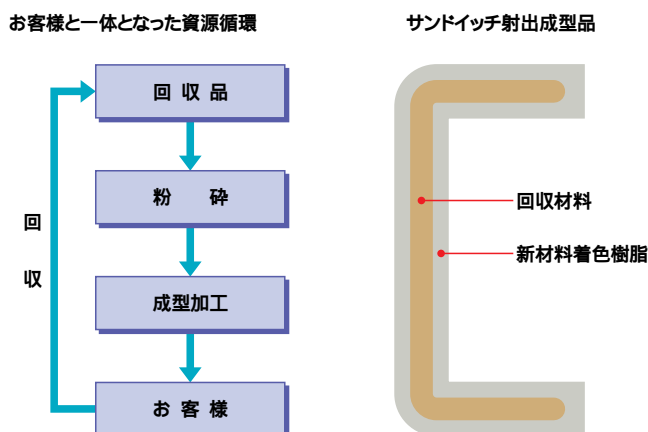 お客様と一体となった資源循環
サンドイッチ射出成型品
回収品
粉砕
成型加工
お客様
回収
回収材料
新材料着色樹脂